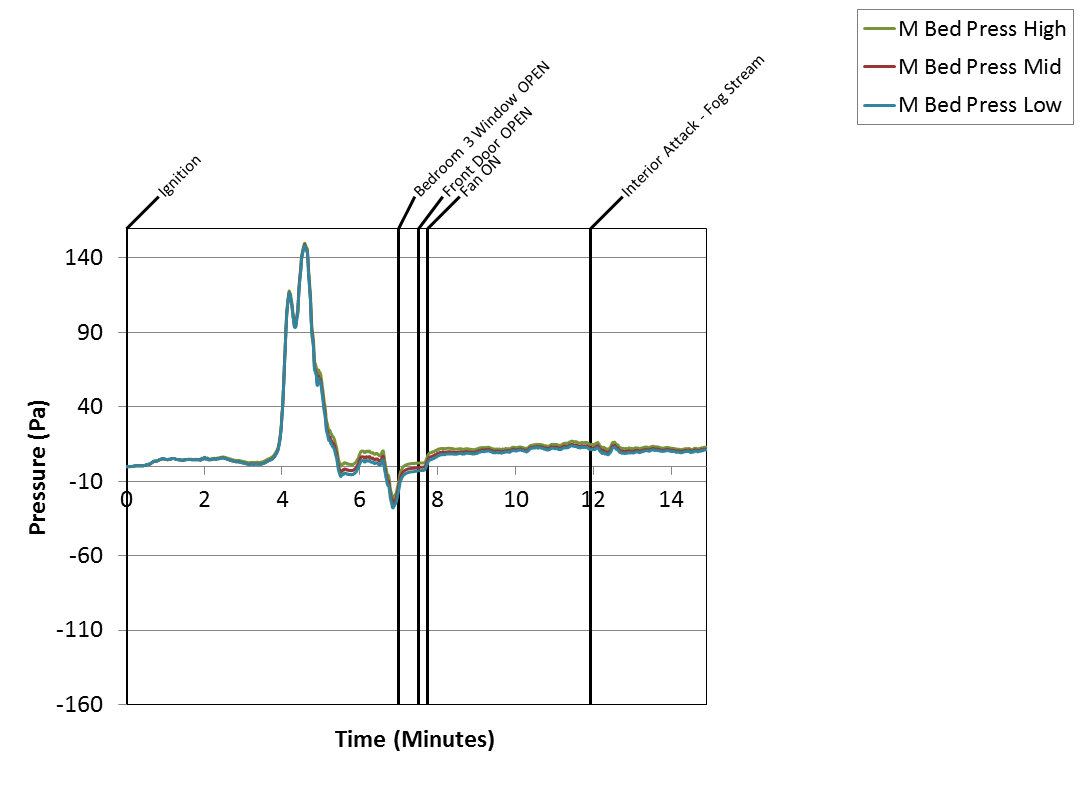 M Bed Press High
M Bed Press Mid
M Bed Press Low
Ignition
Bedroom 3 Window OPEN
Front Door OPEN
Fan ON
Interior Attack - Fog Stream
Pressure (Pa)
140
90
40
-10
-60
-110
-160
0
2
4
6
8
10
12
14
Time (Minutes)